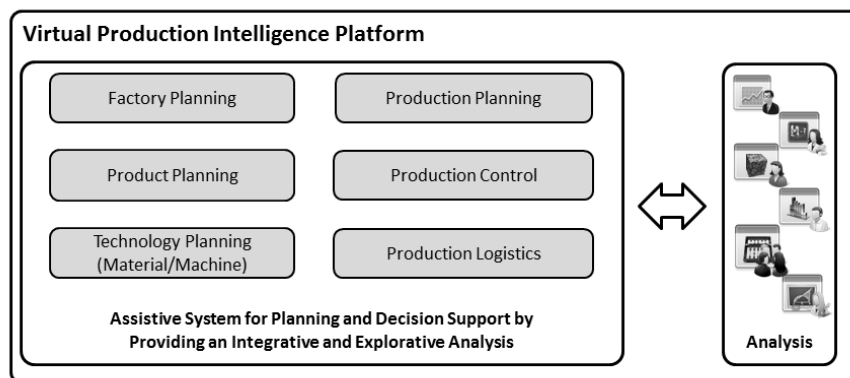 Virtual Production Intelligence Platform
Factory Planning
Production Planning
Product Planning
Production Control
Technology Planning
(Material/Machine)
Production Logistics
Assistive System for Planning and Decision Support by
Providing an Integrative and Explorative Analysis
Analysis